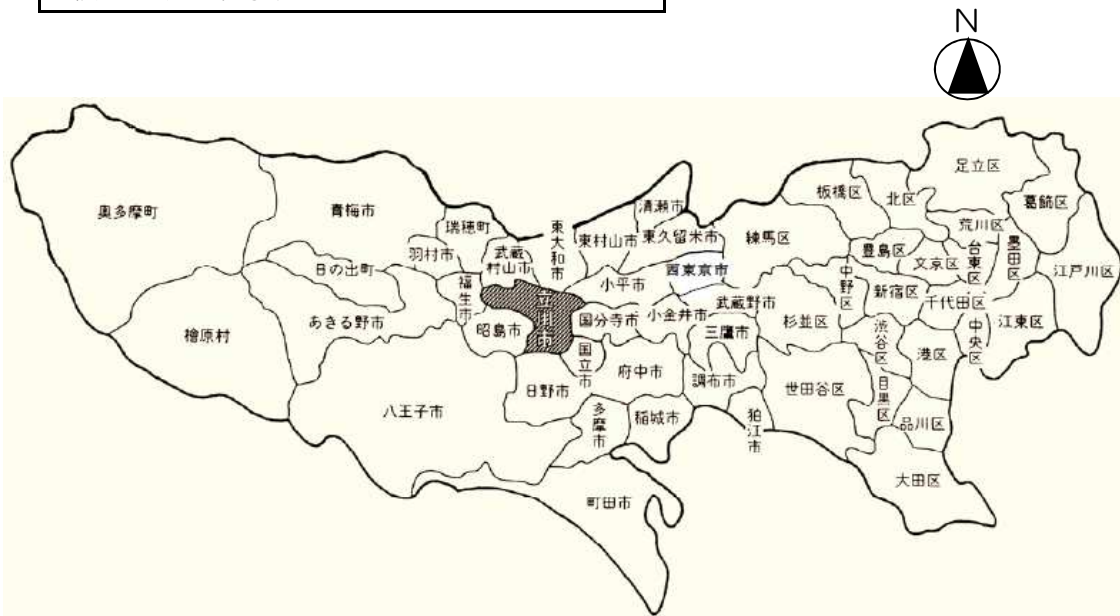 N
足立区
板橋区
北区
葛飾区
清瀬市
奥多摩町
青梅市
瑞穂町
東大和市
東村山市
東久留米市
練馬区
荒川区
羽村市
武蔵村山市
豊島区
文京区
台東区
墨田区
江戸川区
日の出町
西東京市
中野区
福生市
小平市
新宿区
千代田区
立川市
武蔵野市
あきる野市
昭島市
国分寺市
小金井市
杉並区
江東区
檜原村
三鷹市
渋谷区
港区
中央区
国立市
府中市
調布市
世田谷区
目黒区
日野市
八王子市
多摩市
稲城市
狛江市
品川区
大田区
町田市